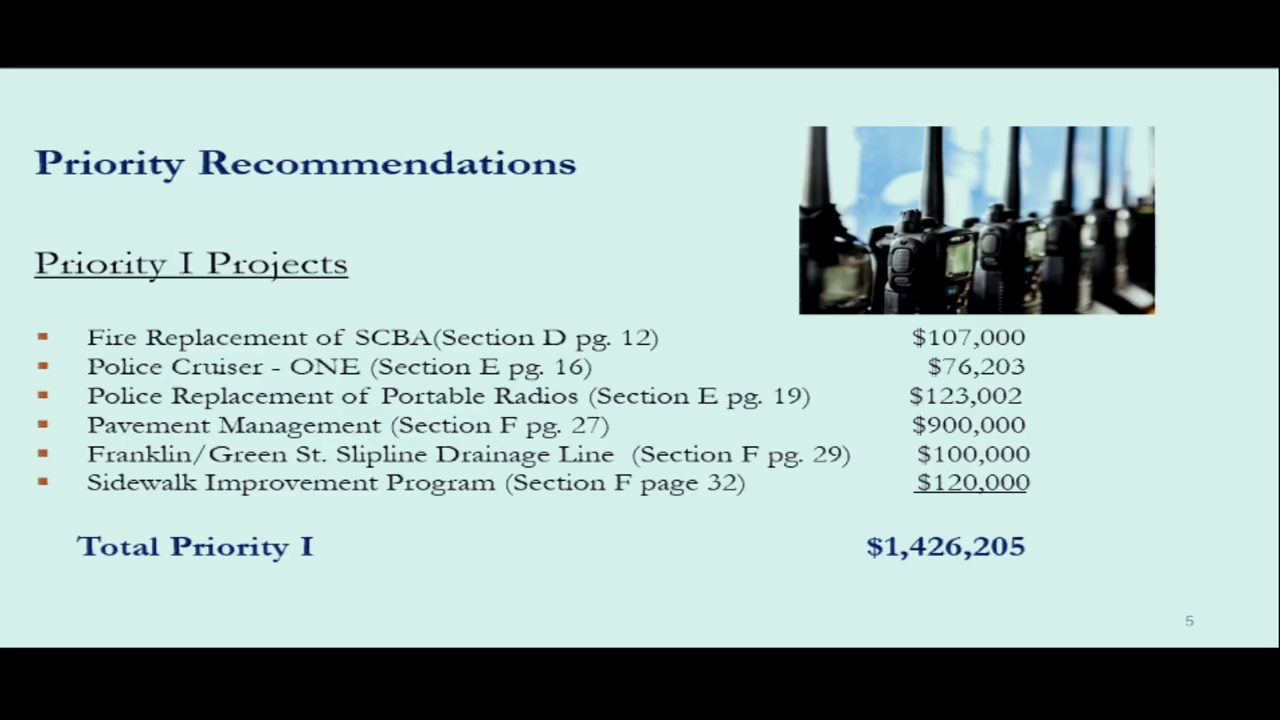 Priority Recommendations
Priority I Projects
▪ Fire Replacement of SCBA(Section D pg. 12) $107,000
▪ Police Cruiser - ONE (Section E pg. 16) $76,203
▪ Police Replacement of Portable Radios (Section E pg. 19) $123,002
▪ Pavement Management (Section F pg. 27) $900,000
▪ Franklin/Green St. Slipline Drainage Line (Section F pg. 29) $100,000
▪ Sidewalk Improvement Program (Section F page 32) $120,000
Total Priority I $1,426,205
5